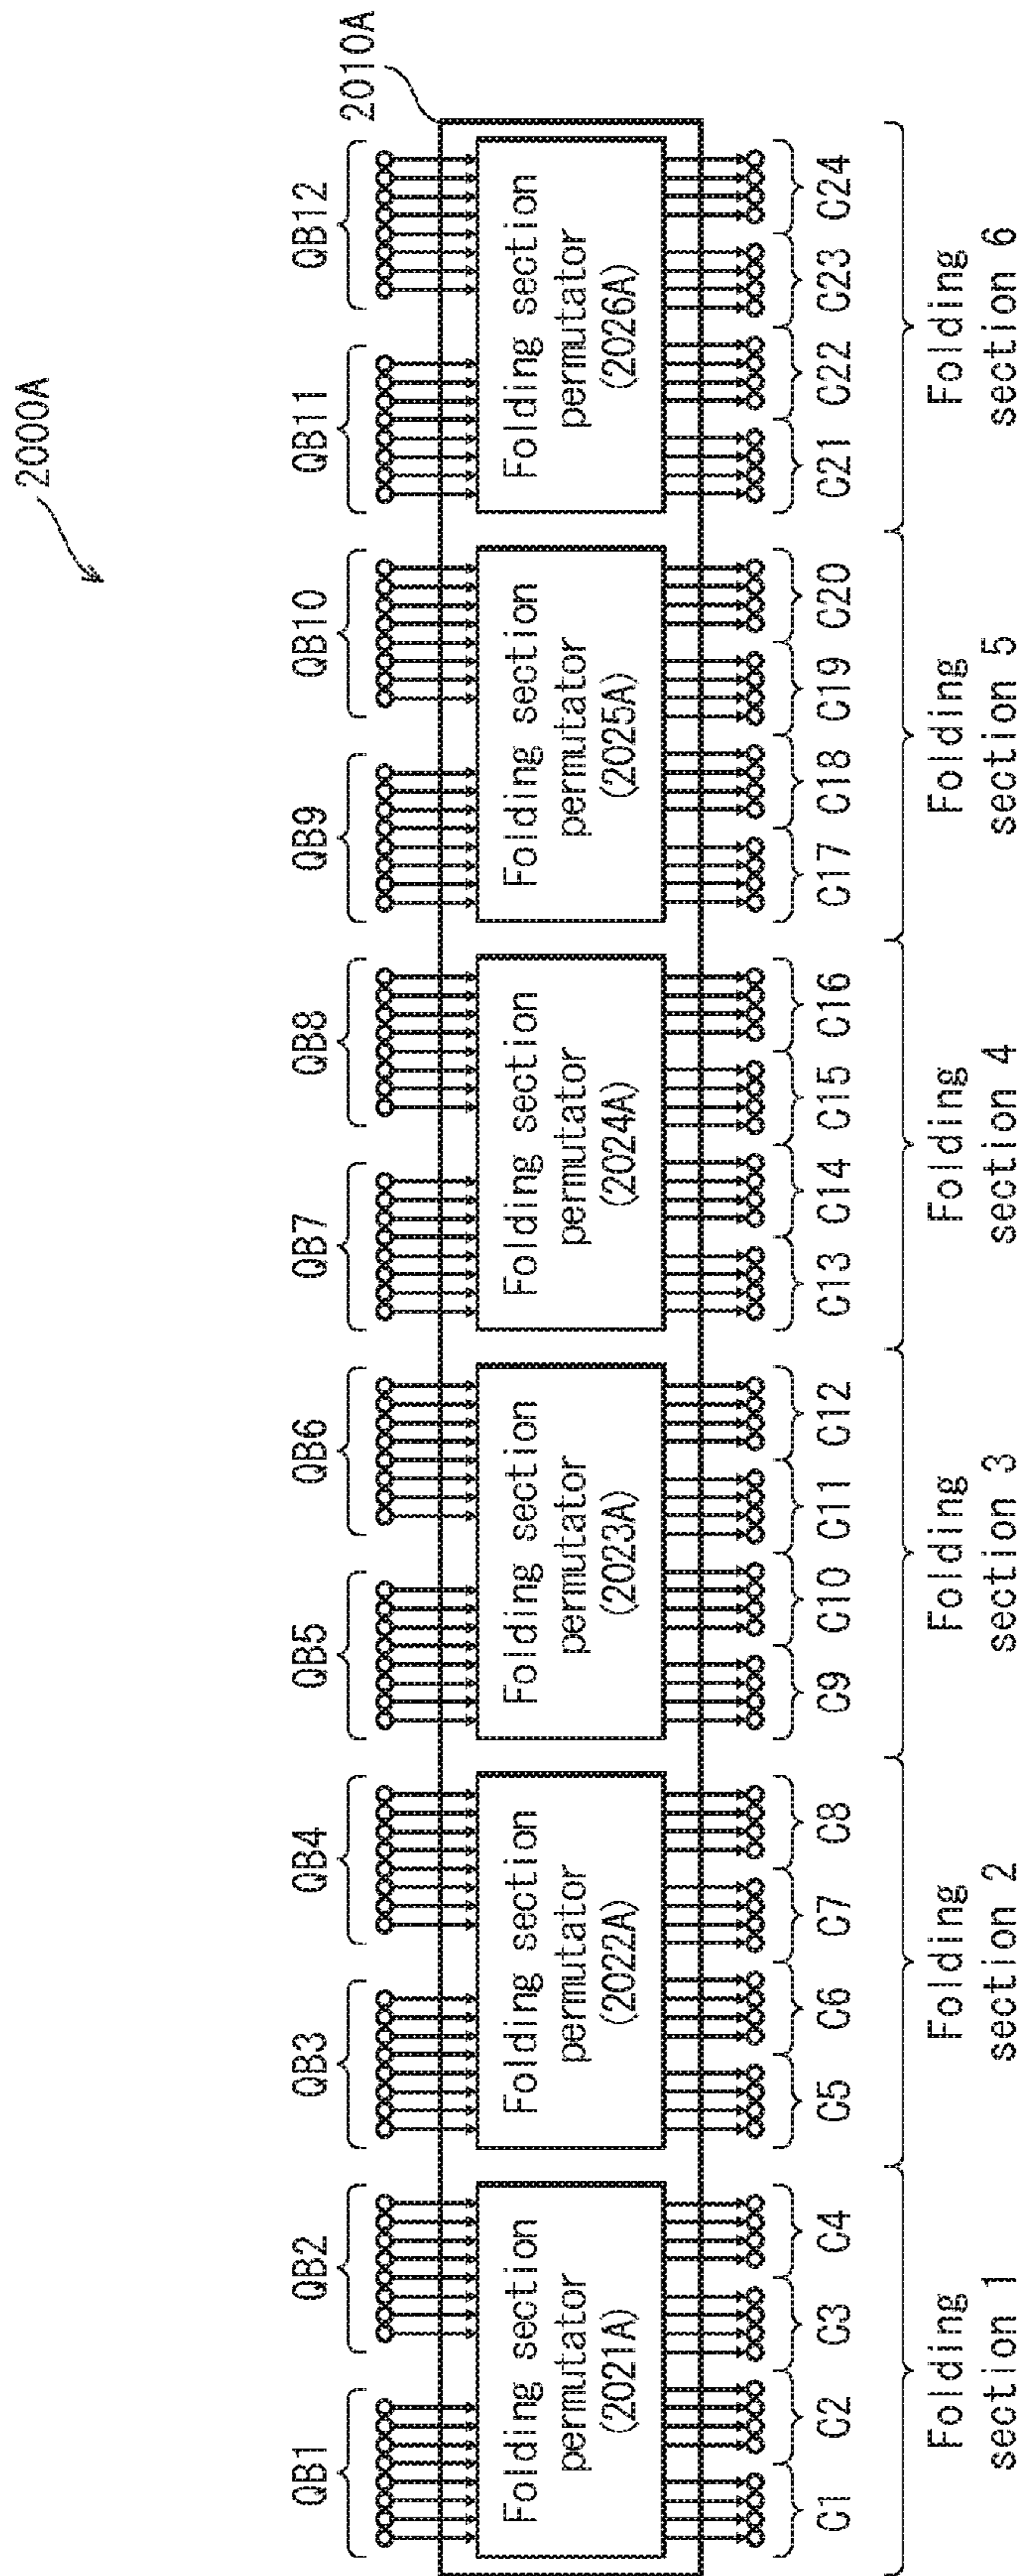 2000A
2010A
QB1 QB2 QB3 QB4 QB5 QB6 QB7 QB8 QB9 QB10 QB11 QB12
Folding section
permutator
(2021A)
Folding section
permutator
(2022A)
Folding section
permutator
(2023A)
Folding section
permutator
(2024A)
Folding section
permutator
(2025A)
Folding section
permutator
(2026A)
C1 C2 C3 C4 C5 C6 C7 C8 C9 C10 C11 C12 C13 C14 C15 C16 C17 C18 C19 C20 C21 C22 C23 C24
Folding
section 1
Folding
section 2
Folding
section 3
Folding
section 4
Folding
section 5
Folding
section 6